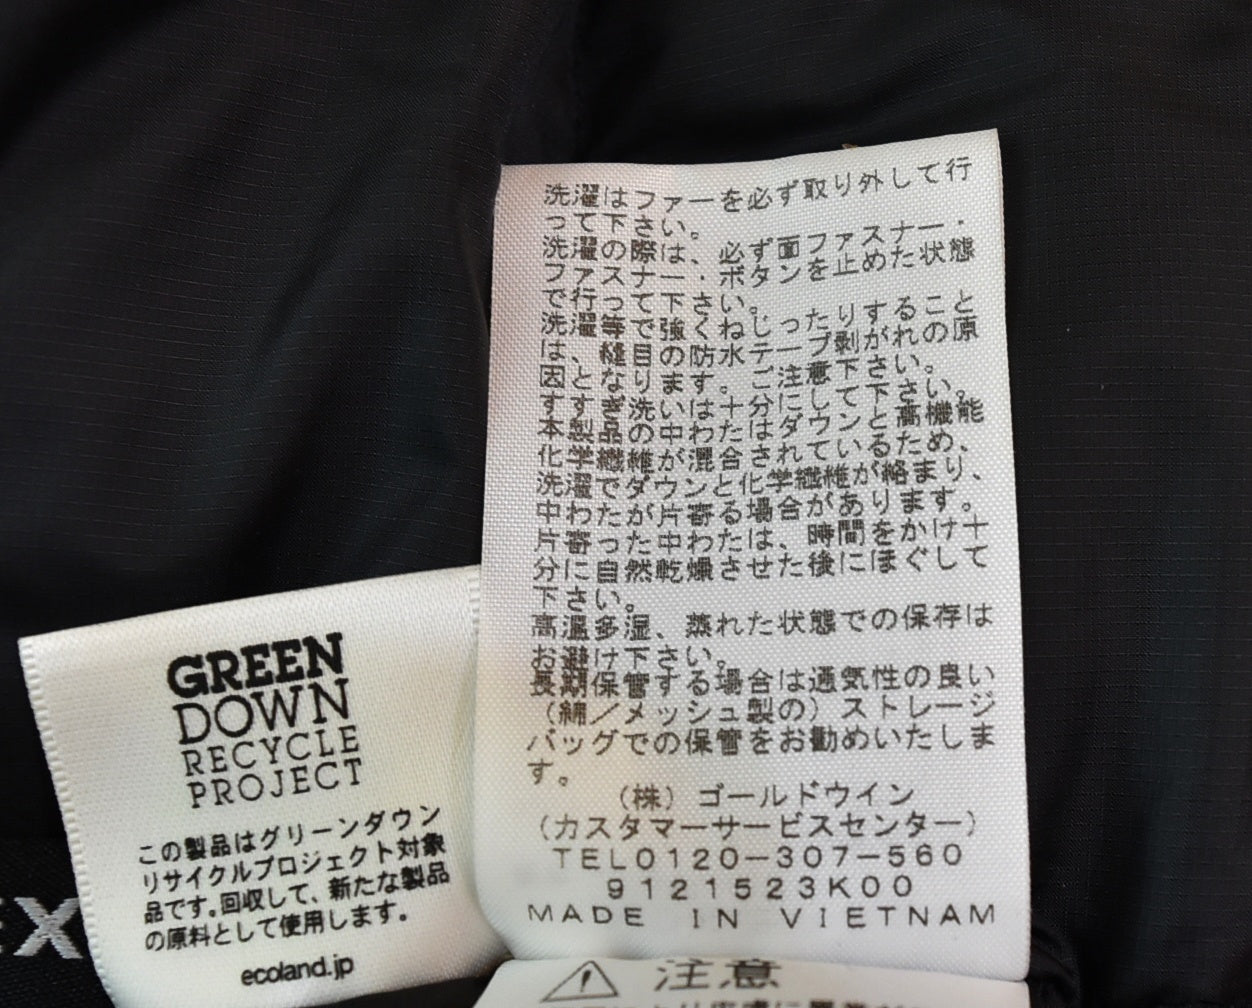 洗濯はファーを必ず取り外して行
って下さい。
洗濯の際は、必ず面ファスナー・
ファスナー・ボタンを止めた状態
で行って下さい。
洗濯等で強くねじったりすること
は、縫目の防水テープ剥がれの原
因となります。ご注意下さい。
すすぎ洗いは十分にして下さい。
本製品の中わたはダウンと高機能
化学繊維が混合されているため、
洗濯でダウンと化学繊維が絡まり、
中わたが片寄る場合があります。
片寄った中わたは、時間をかけ十
分に自然乾燥させた後にほぐして
下さい。
高温多湿、蒸れた状態での保存は
お避け下さい。
長期保管する場合は通気性の良い
（綿／メッシュ製の）ストレージ
バッグでの保管をお勧めいたしま
す。
（株）ゴールドウイン
（カスタマーサービスセンター）
TEL0120-307-560
9121523K00
MADE IN VIETNAM
GREEN
DOWN
RECYCLE
PROJECT
この製品はグリーンダウン
リサイクルプロジェクト対象
品です。回収して、新たな製品
の原料として使用します。
ecoland.jp
X
注意